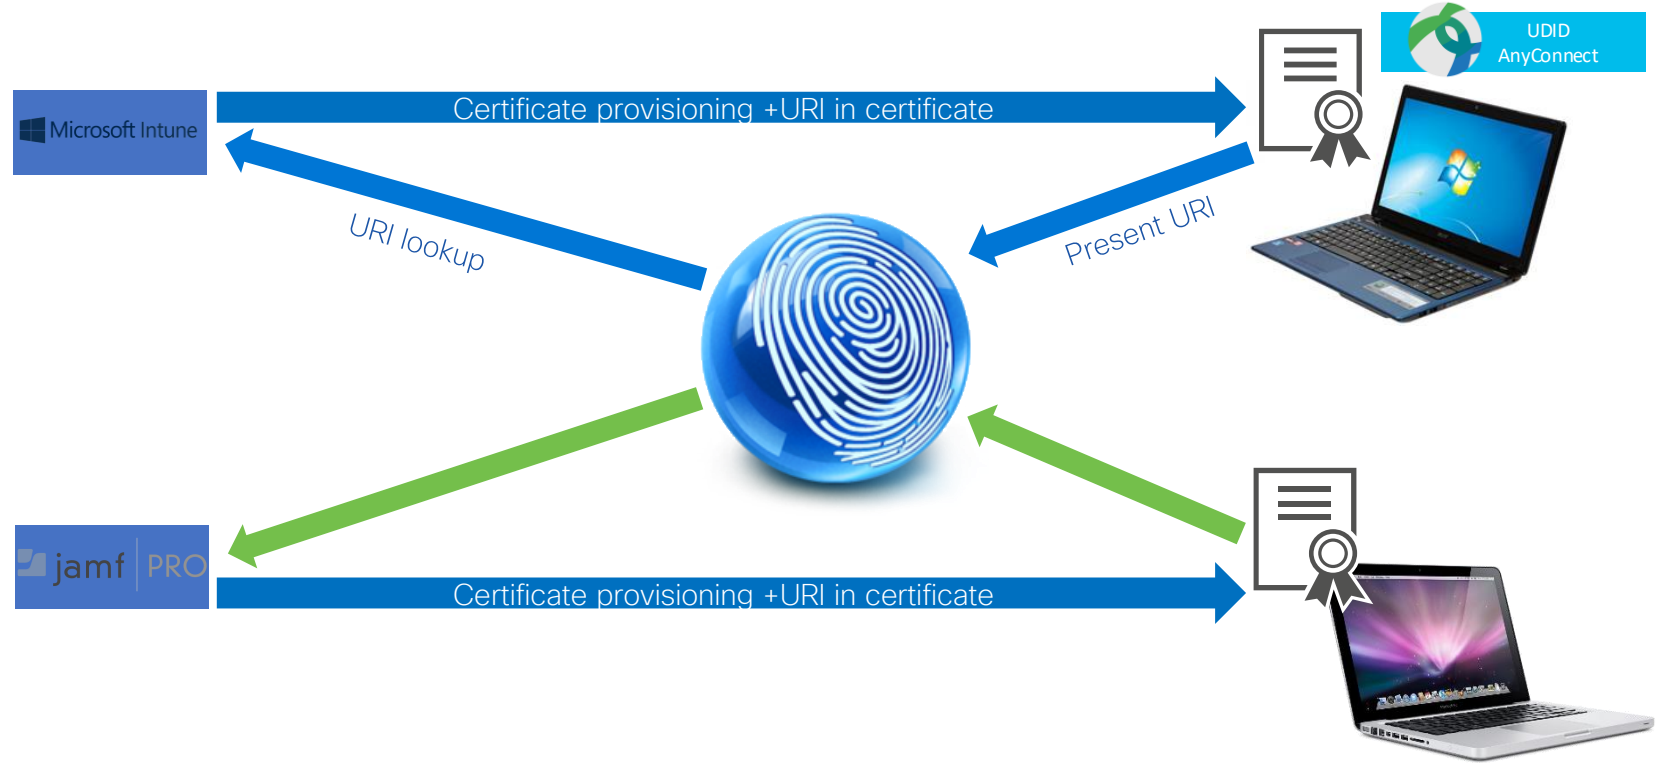 UDID
AnyConnect
Certificate provisioning +URI in certificate
Microsoft Intune
URI lookup
Present URI
jamf PRO
Certificate provisioning +URI in certificate